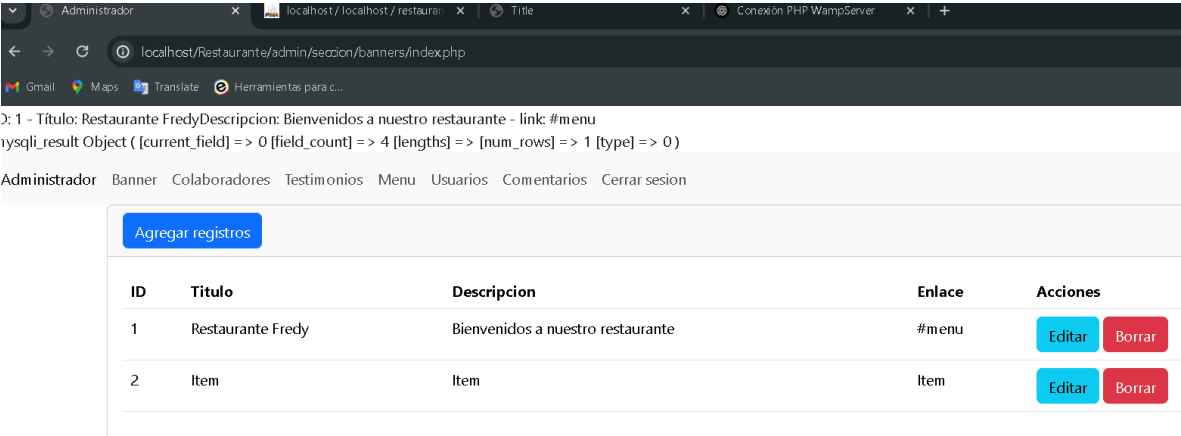 Administrador
localhost / localhost / restauran
Title
Conexión PHP WampServer
localhost/Restaurante/admin/seccion/banners/index.php
Gmail Maps Translate Herramientas para c...
D: 1 - Título: Restaurante FredyDescripcion: Bienvenidos a nuestro restaurante - link: #menu
mysqli_result Object ( [current_field] => 0 [field_count] => 4 [lengths] => [num_rows] => 1 [type] => 0 )
Administrador Banner Colaboradores Testimonios Menu Usuarios Comentarios Cerrar sesion
Agregar registros
ID Titulo Descripcion Enlace Acciones
1 Restaurante Fredy Bienvenidos a nuestro restaurante #menu Editar Borrar
2 Item Item Item Editar Borrar